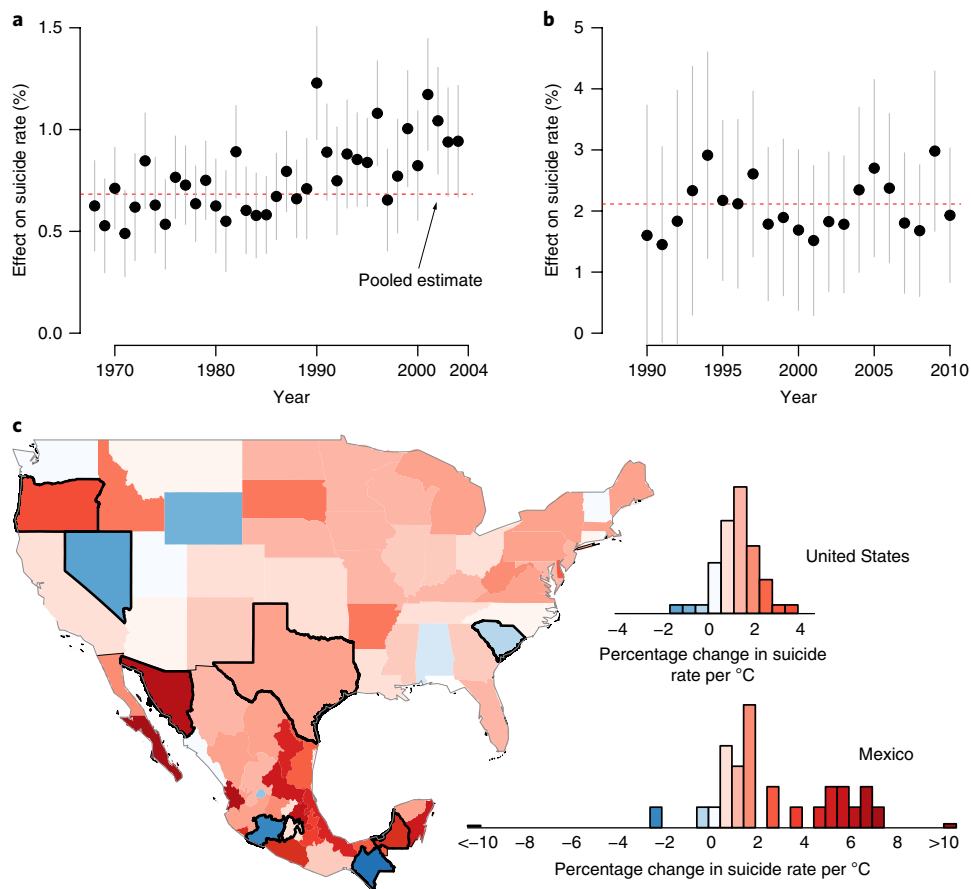 a
Effect on suicide rate (%)
1.5
1.0
0.5
0.0
Pooled estimate
1970 1980 1990 2000 2004
Year
b
Effect on suicide rate (%)
5
4
3
2
1
0
1990 1995 2000 2005 2010
Year
c
United States
−4 −2 0 2 4
Percentage change in suicide
rate per °C
Mexico
<−10 −8 −6 −4 −2 0 2 4 6 8 >10
Percentage change in suicide rate per °C